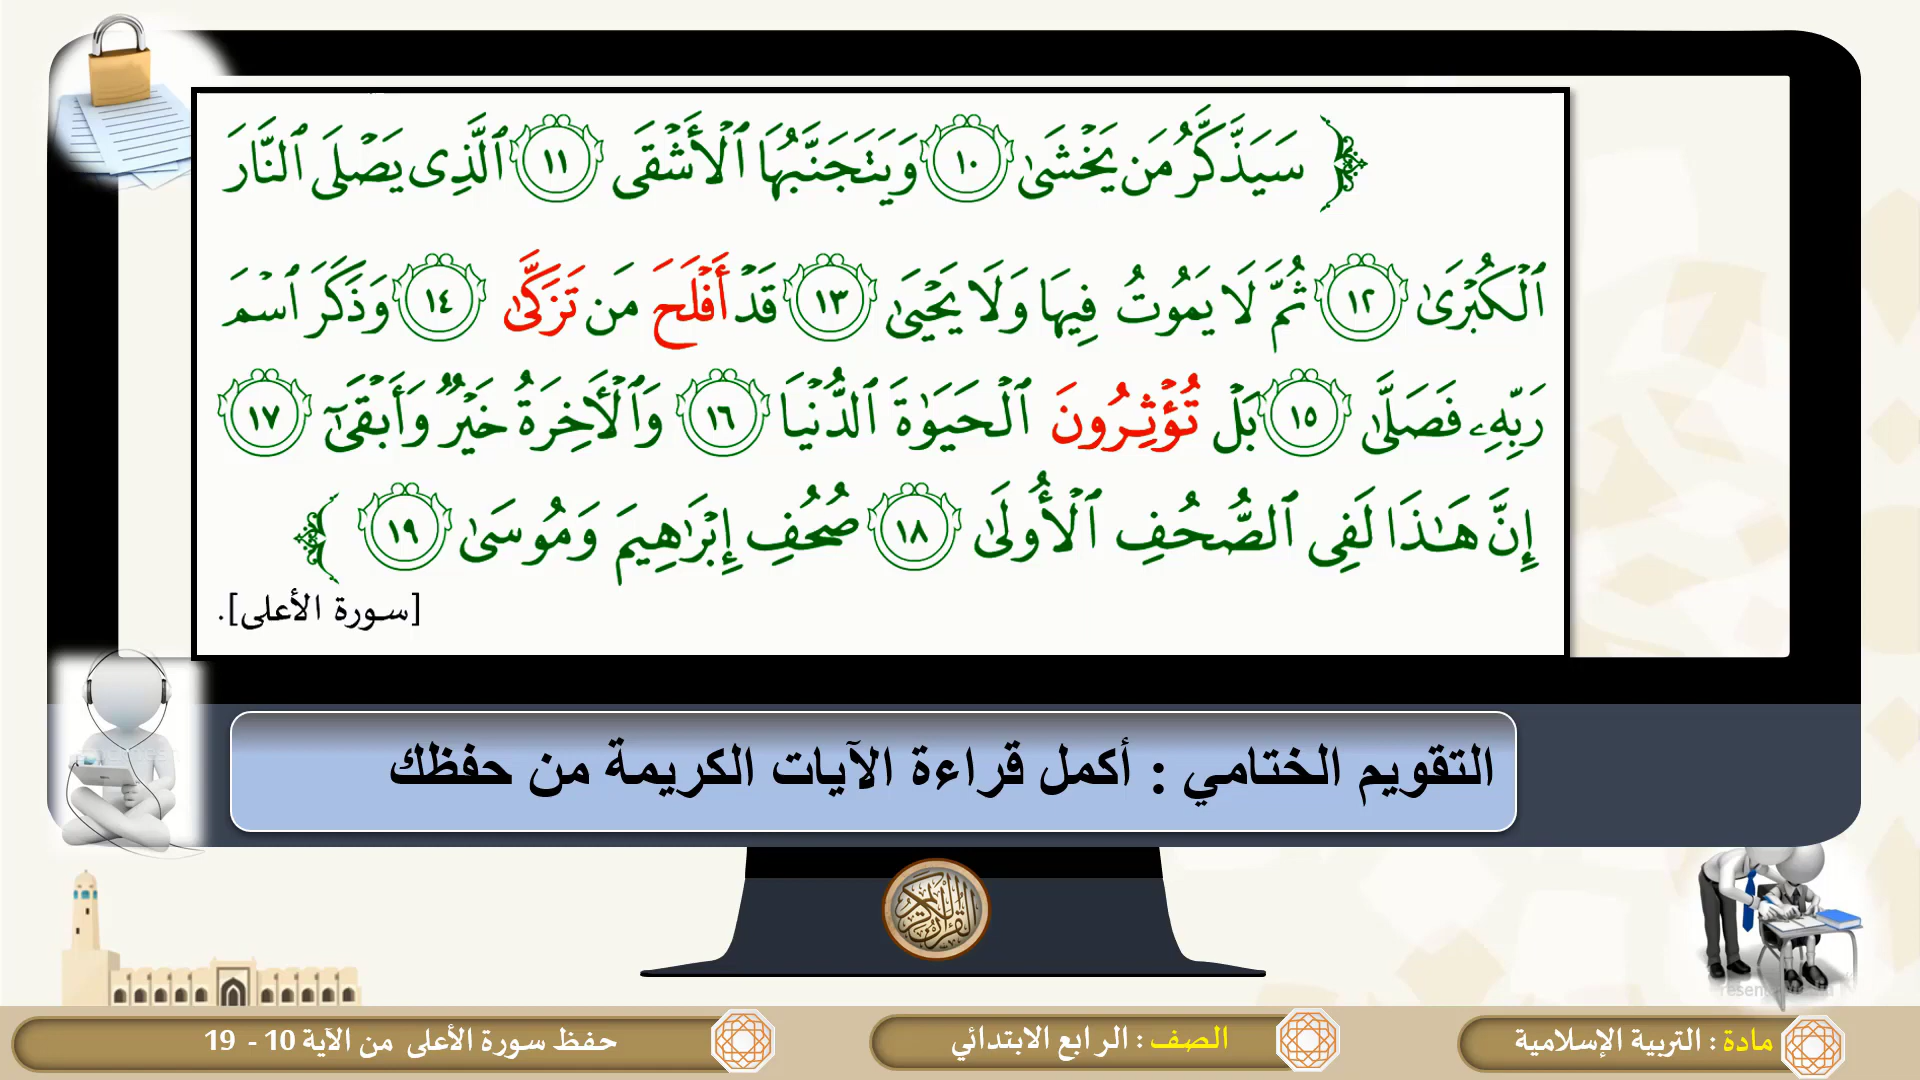 ﴿ سَيَذَّكَّرُ مَن يَخۡشَىٰ ١٠ وَيَتَجَنَّبُهَا ٱلۡأَشۡقَى ١١ ٱلَّذِي يَصۡلَى ٱلنَّارَ
ٱلۡكُبۡرَىٰ ١٢ ثُمَّ لَا يَمُوتُ فِيهَا وَلَا يَحۡيَىٰ ١٣ قَدۡ أَفۡلَحَ مَن تَزَكَّىٰ ١٤ وَذَكَرَ ٱسۡمَ
رَبِّهِۦ فَصَلَّىٰ ١٥ بَلۡ تُؤۡثِرُونَ ٱلۡحَيَوٰةَ ٱلدُّنۡيَا ١٦ وَٱلۡأٓخِرَةُ خَيۡرٞ وَأَبۡقَىٰٓ ١٧
إِنَّ هَٰذَا لَفِي ٱلصُّحُفِ ٱلۡأُولَىٰ ١٨ صُحُفِ إِبۡرَٰهِيمَ وَمُوسَىٰ ١٩ ﴾
[سورة الأعلى].
التقويم الختامي : أكمل قراءة الآيات الكريمة من حفظك
مادة : التربية الإسلامية
الصف : الرابع الابتدائي
حفظ سورة الأعلى من الآية 10 - 19